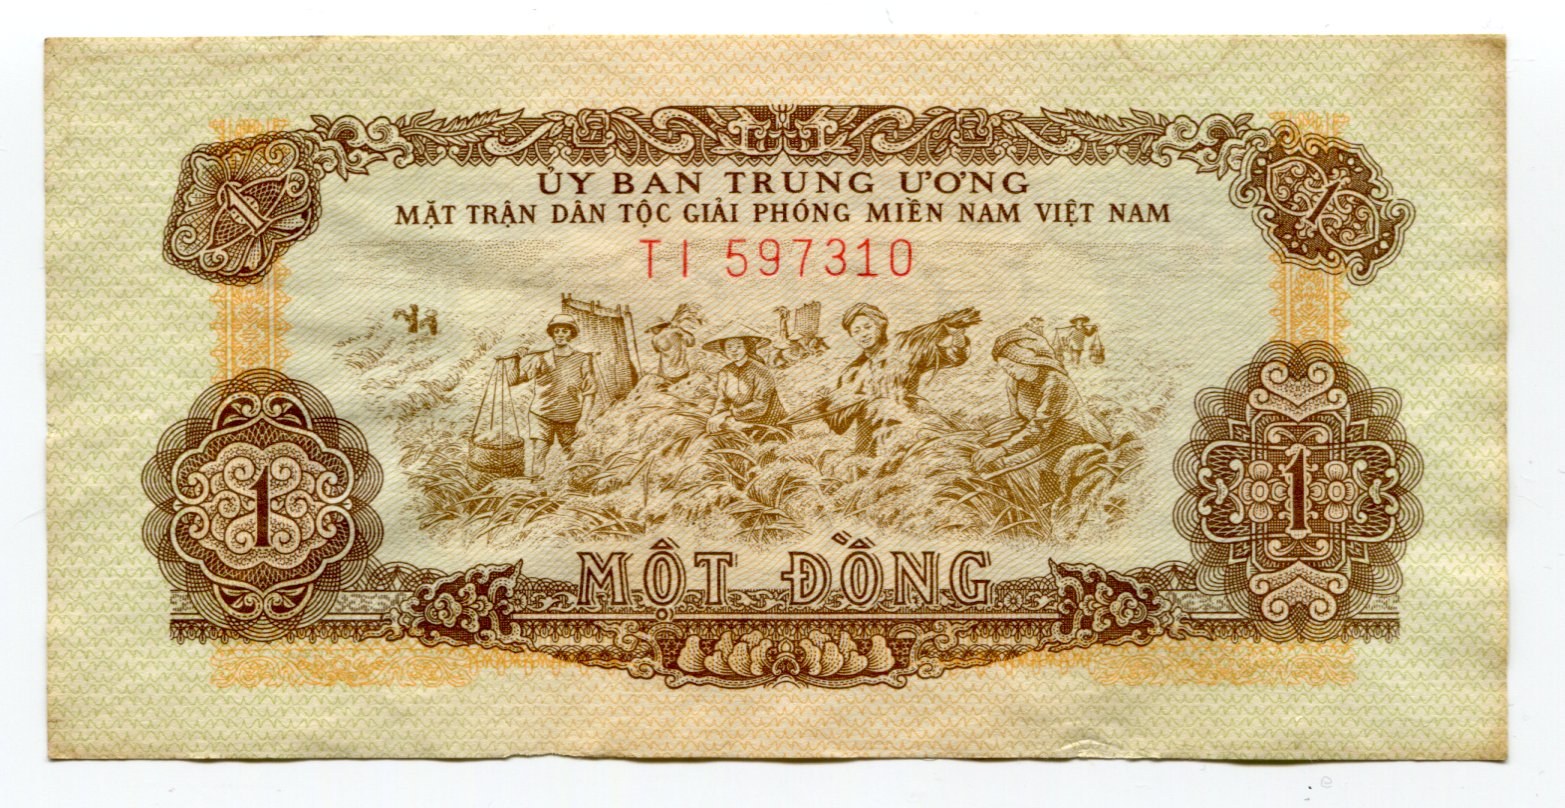 1
1
ỦY BAN TRUNG ƯƠNG
MẶT TRẬN DÂN TỘC GIẢI PHÓNG MIỀN NAM VIỆT NAM
TI 597310
1
1
MỘT ĐỒNG